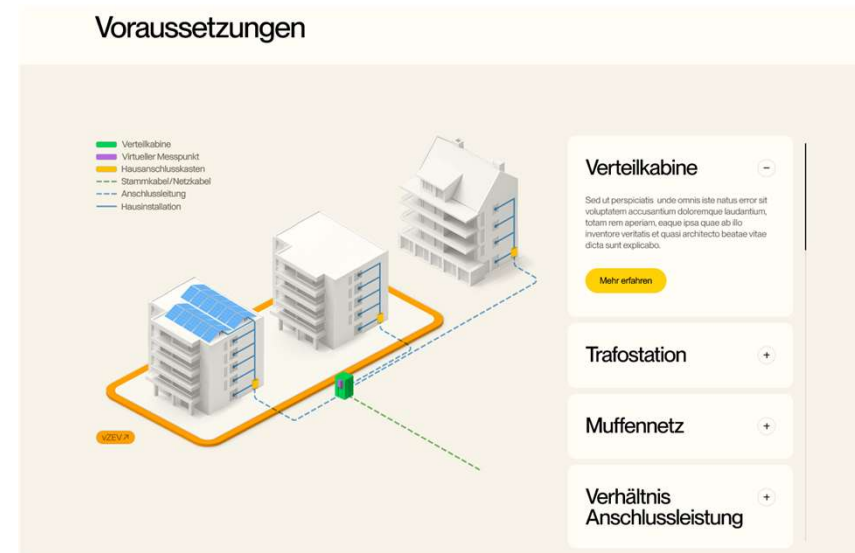 Voraussetzungen
Verteilkabine
Virtueller Messpunkt
Hausanschlusskasten
Stammkabel/Netzkabel
Anschlussleitung
Hausinstallation
vZEV ↗
Verteilkabine
Sed ut perspiciatis unde omnis iste natus error sit
voluptatem accusantium doloremque laudantium,
totam rem aperiam, eaque ipsa quae ab illo
inventore veritatis et quasi architecto beatae vitae
dicta sunt explicabo.
Mehr erfahren
Trafostation
Muffennetz
Verhältnis
Anschlussleistung